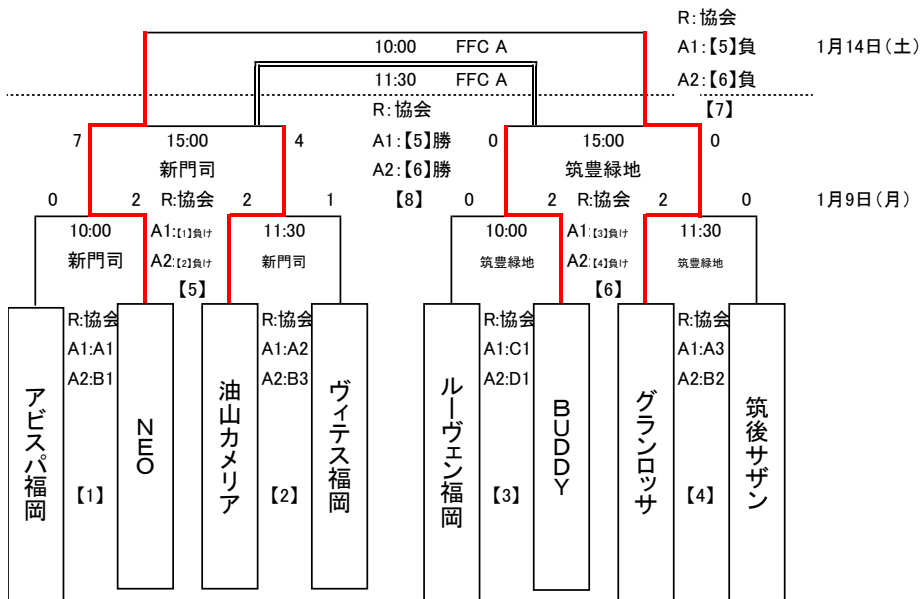 R:協会
10:00 FFC A A1:【5】負 1月14日(土)
11:30 FFC A A2:【6】負
R:協会 【7】
7 15:00 4 A1:【5】勝 0 15:00 0
新門司 A2:【6】勝 筑豊緑地
0 2 R:協会 2 1 【8】 0 2 R:協会 2 0 1月9日(月)
10:00 A1:【1】負け 11:30 10:00 A1:【3】負け 11:30
新門司 A2:【2】負け 新門司 筑豊緑地 A2:【4】負け 筑豊緑地
【5】 【6】
R:協会 R:協会 R:協会 R:協会
A1:A1 A1:A2 A1:C1 A1:A3
A2:B1 A2:B3 A2:D1 A2:B2
アビスパ福岡
NEO
油山カメリア
ヴィテス福岡
ルーヴェン福岡
BUDDY
グランロッサ
筑後サザン
【1】 【2】 【3】 【4】